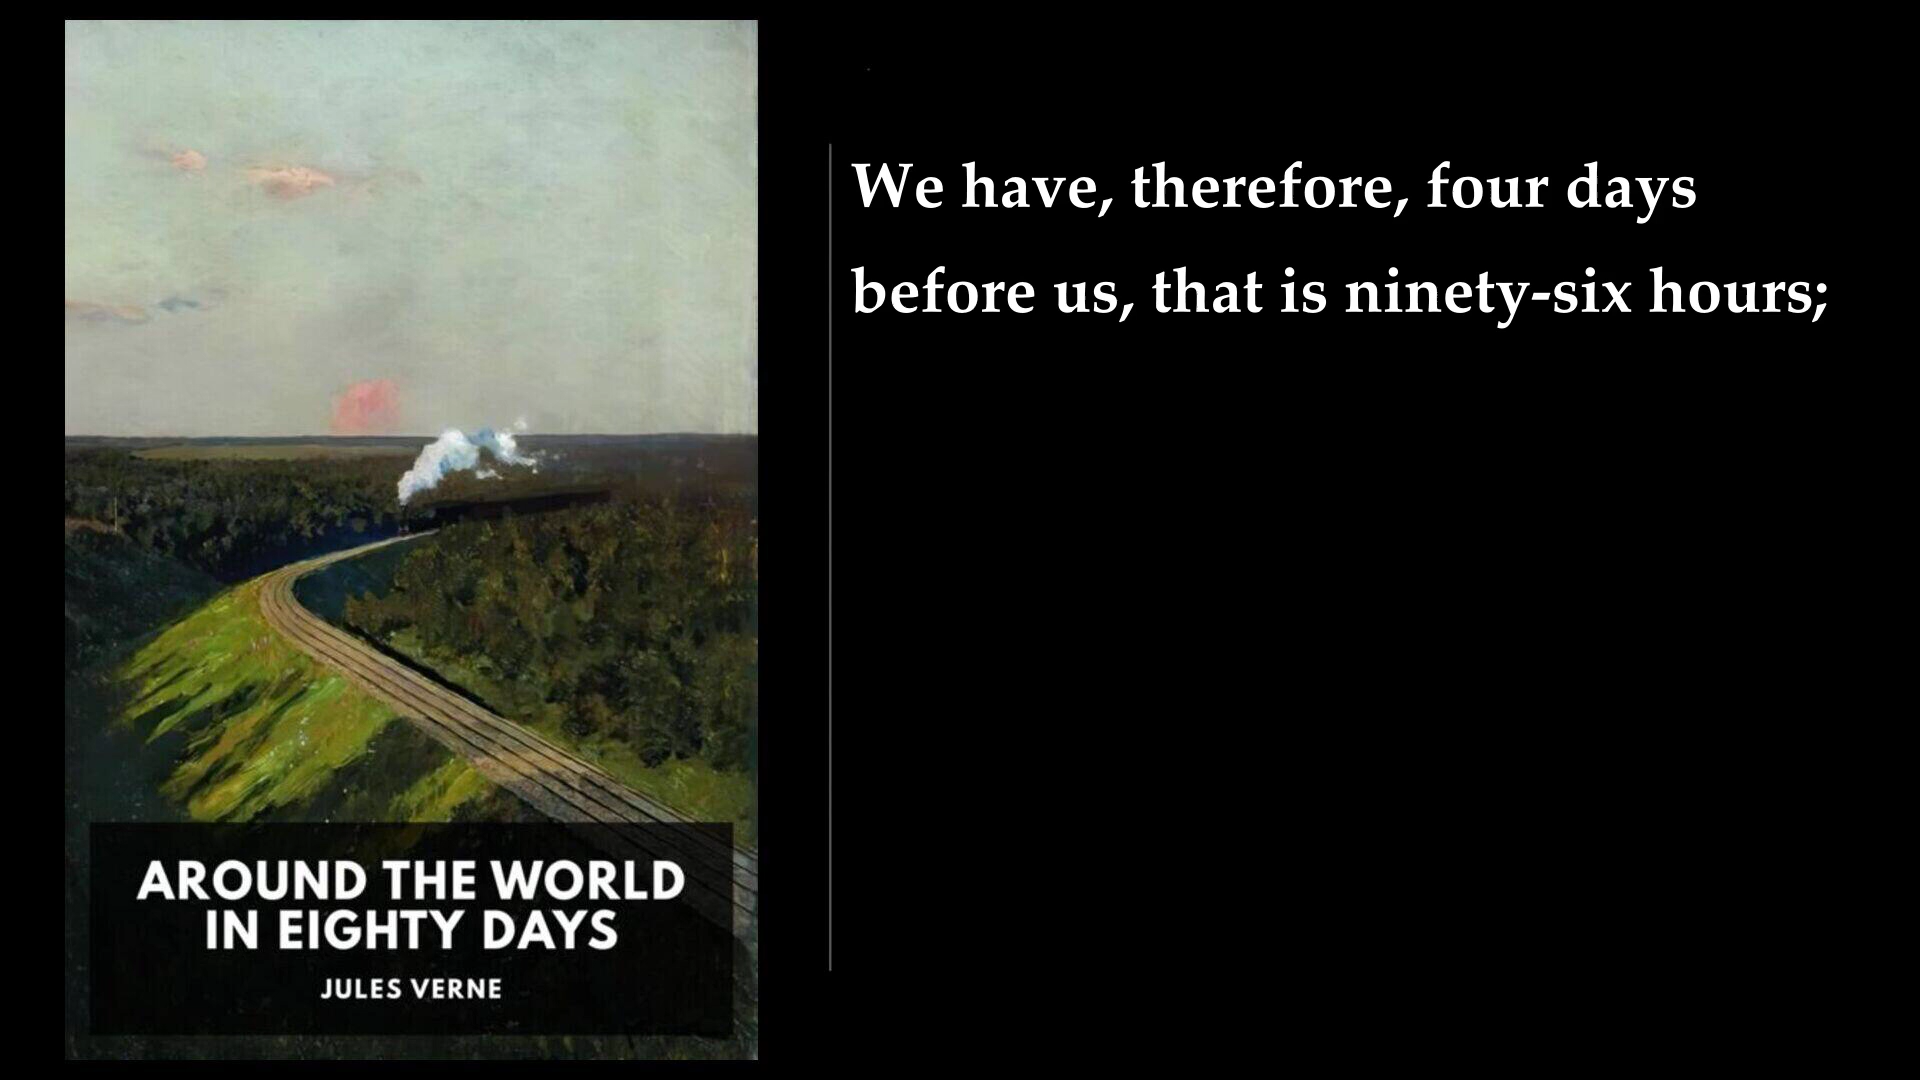 We have, therefore, four days
before us, that is ninety-six hours;
AROUND THE WORLD
IN EIGHTY DAYS
JULES VERNE